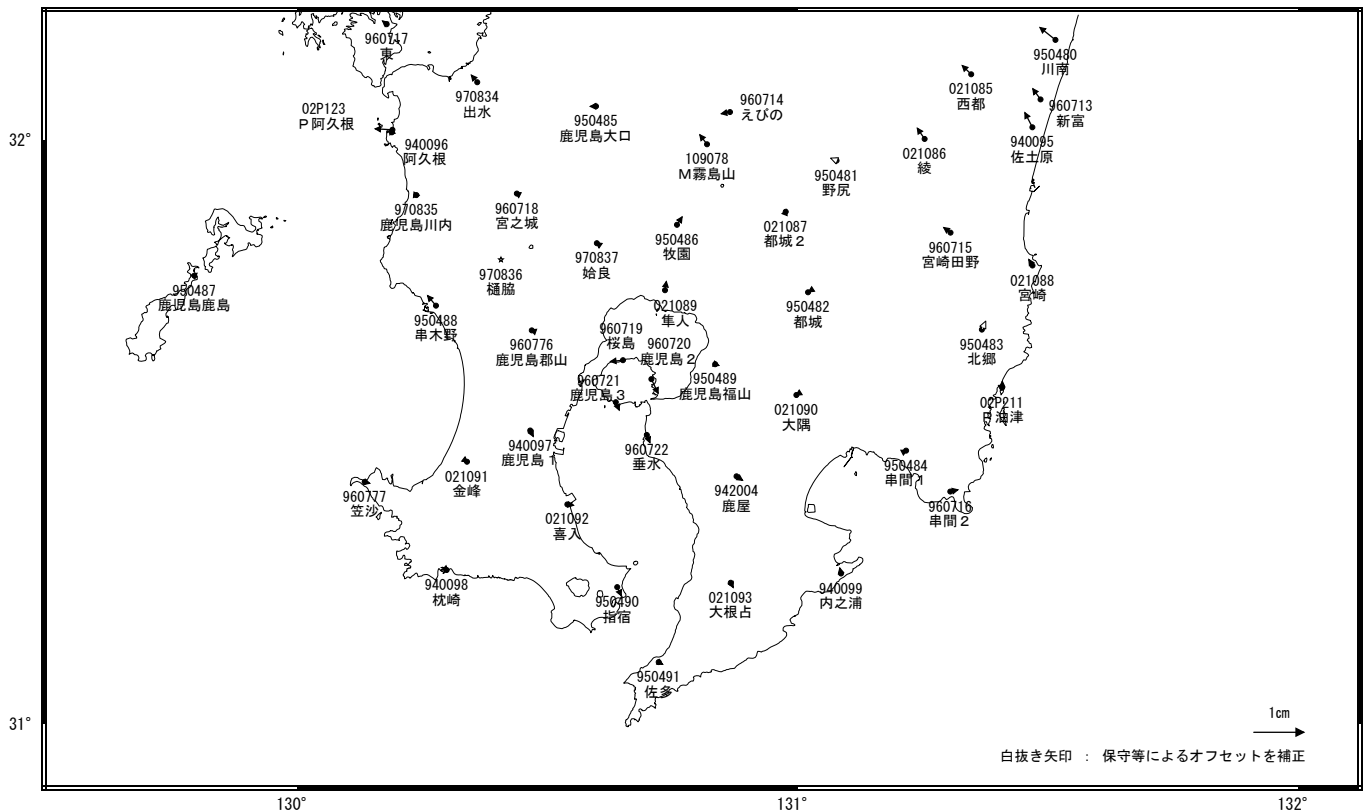 960717
東
950480
川南
970834
出水
021085
西都
960714
えびの
960713
新富
02P123
P阿久根
950485
鹿児島大口
32°
940096
阿久根
109078
M霧島山
021086
綾
940095
佐土原
950481
野尻
970835
鹿児島川内
960718
宮之城
021087
都城2
950486
牧園
960715
宮崎田野
970837
姶良
970836
樋脇
021088
宮崎
950487
鹿児島鹿島
950488
串木野
021089
隼人
950482
都城
960719
桜島
960720
鹿児島2
950483
北郷
960776
鹿児島郡山
960721
鹿児島3
950489
鹿児島福山
02P211
P油津
021090
大隅
940097
鹿児島1
960722
垂水
950484
串間1
021091
金峰
942004
鹿屋
960777
笠沙
960716
串間2
021092
喜入
940098
枕崎
950490
指宿
021093
大根占
940099
内之浦
950491
佐多
31°
1cm
白抜き矢印 : 保守等によるオフセットを補正
130°
131°
132°